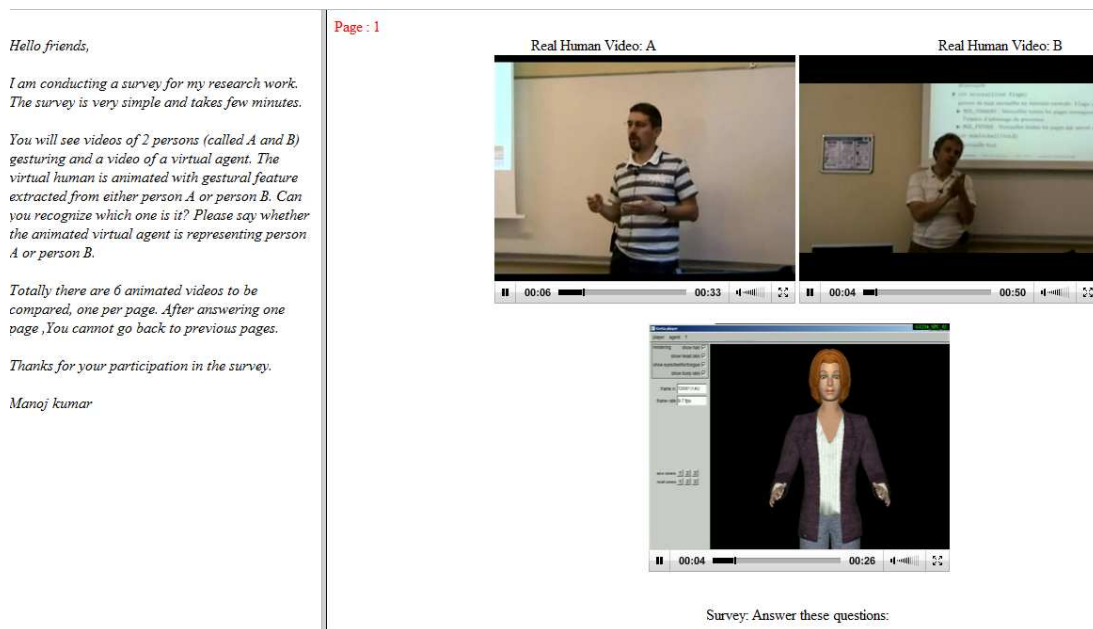 Page : 1
Hello friends,
I am conducting a survey for my research work.
The survey is very simple and takes few minutes.
You will see videos of 2 persons (called A and B)
gesturing and a video of a virtual agent. The
virtual human is animated with gestural feature
extracted from either person A or person B. Can
you recognize which one is it? Please say whether
the animated virtual agent is representing person
A or person B.
Totally there are 6 animated videos to be
compared, one per page. After answering one
page ,You cannot go back to previous pages.
Thanks for your participation in the survey.
Manoj kumar
Real Human Video: A
Real Human Video: B
00:06
00:33
00:04
00:50
player agent ?
show hair
frame rate
00:04
00:26
Survey: Answer these questions: